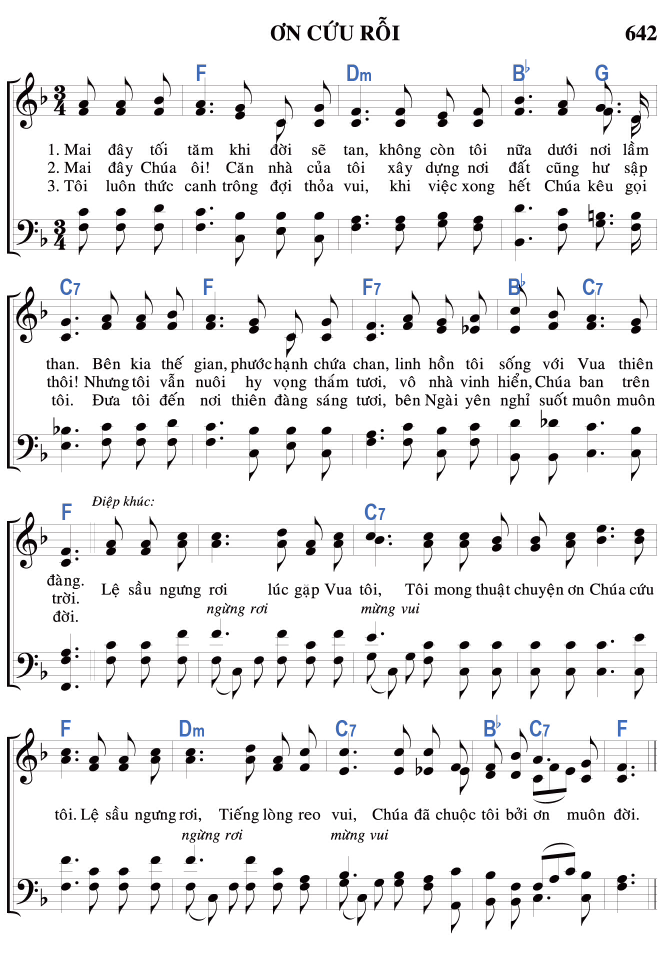 ƠN CỨU RỖI 642
F Dm B♭ G
3/4
1. Mai đây tối tăm khi đời sẽ tan, không còn tôi nữa dưới nơi lầm
2. Mai đây Chúa ôi! Căn nhà của tôi xây dựng nơi đất cũng hư sập
3. Tôi luôn thức canh trông đợi thỏa vui, khi việc xong hết Chúa kêu gọi
3/4
C7 F F7 B♭ C7
than. Bên kia thế gian, phước hạnh chứa chan, linh hồn tôi sống với Vua thiên
thôi! Nhưng tôi vẫn nuôi hy vọng thắm tươi, vô nhà vinh hiển, Chúa ban trên
tôi. Đưa tôi đến nơi thiên đàng sáng tươi, bên Ngài yên nghỉ suốt muôn muôn
F Điệp khúc: C7
đàng. Lệ sầu ngưng rơi lúc gặp Vua tôi, Tôi mong thuật chuyện ơn Chúa cứu
trời.
đời.
ngừng rơi mừng vui
F Dm C7 B♭ C7 F
tôi. Lệ sầu ngưng rơi, Tiếng lòng reo vui, Chúa đã chuộc tôi bởi ơn muôn đời.
ngừng rơi mừng vui